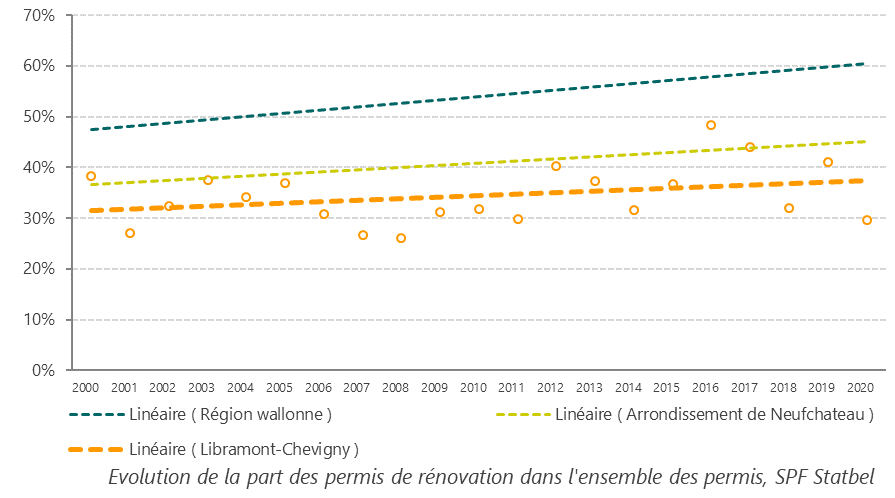 70%
60%
50%
40%
30%
20%
10%
0%
2000 2001 2002 2003 2004 2005 2006 2007 2008 2009 2010 2011 2012 2013 2014 2015 2016 2017 2018 2019 2020
Linéaire ( Région wallonne ) Linéaire ( Arrondissement de Neufchateau )
Linéaire ( Libramont-Chevigny )
Evolution de la part des permis de rénovation dans l'ensemble des permis, SPF Statbel